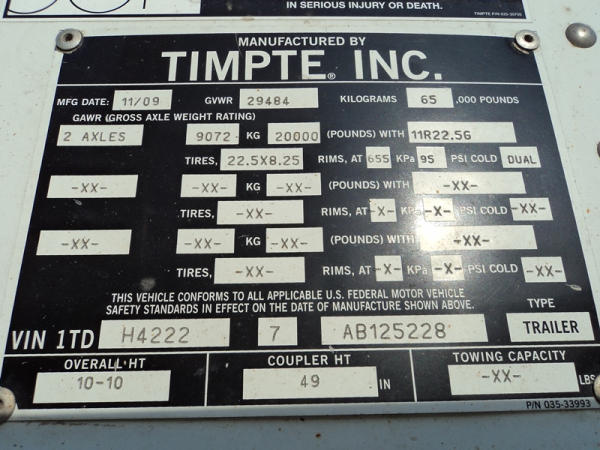 IN SERIOUS INJURY OR DEATH.
MANUFACTURED BY
TIMPTE® INC.
MFG DATE: 11/09 GVWR 29484 KILOGRAMS 65 ,000 POUNDS
GAWR (GROSS AXLE WEIGHT RATING)
2 AXLES 9072 KG 20000 (POUNDS) WITH 11R22.5G
TIRES, 22.5X8.25 RIMS, AT 655 KPa 95 PSI COLD DUAL
-XX- -XX- KG -XX- (POUNDS) WITH -XX-
TIRES, -XX- RIMS, AT -X- KPa -X- PSI COLD -XX-
-XX- -XX- KG -XX- (POUNDS) WITH -XX-
TIRES, -XX- RIMS, AT -X- KPa -X- PSI COLD -XX-
THIS VEHICLE CONFORMS TO ALL APPLICABLE U.S. FEDERAL MOTOR VEHICLE
SAFETY STANDARDS IN EFFECT ON THE DATE OF MANUFACTURE SHOWN ABOVE.
TYPE
VIN 1TD H4222 7 AB125228 TRAILER
OVERALL HT COUPLER HT TOWING CAPACITY
10-10 49 IN -XX- LBS
P/N 035-33993